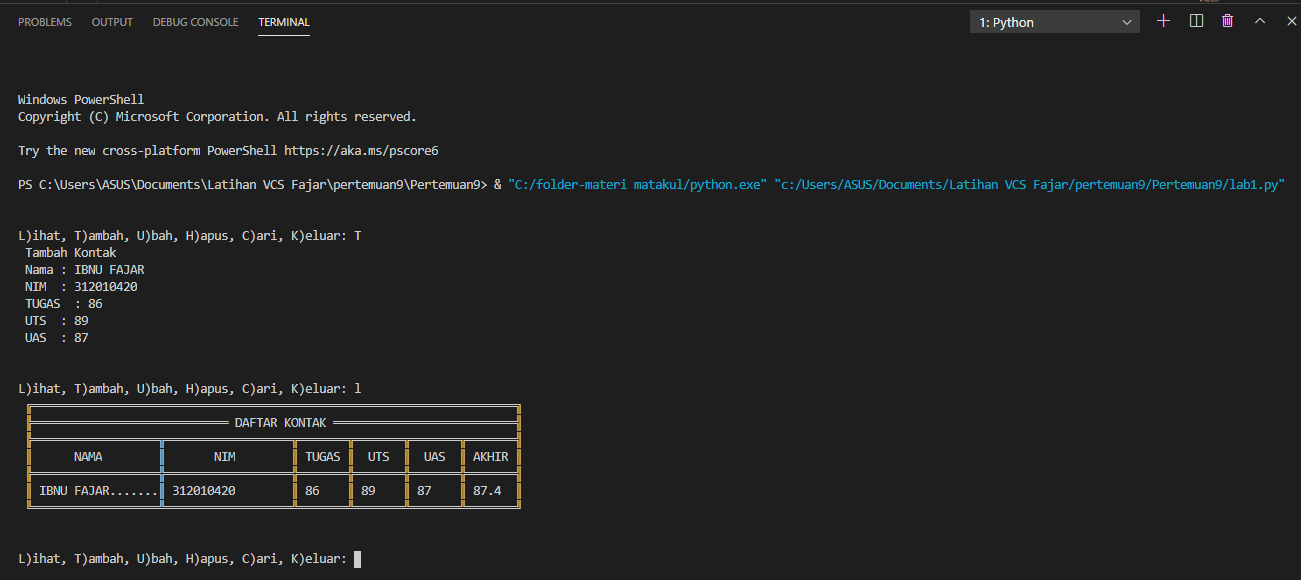 PROBLEMS OUTPUT DEBUG CONSOLE TERMINAL 1: Python
Windows PowerShell
Copyright (C) Microsoft Corporation. All rights reserved.
Try the new cross-platform PowerShell https://aka.ms/pscore6
PS C:\Users\ASUS\Documents\Latihan VCS Fajar\pertemuan9\Pertemuan9> & "C:/folder-materi matakul/python.exe" "c:/Users/ASUS/Documents/Latihan VCS Fajar/pertemuan9/Pertemuan9/lab1.py"
L)ihat, T)ambah, U)bah, H)apus, C)ari, K)eluar: T
Tambah Kontak
Nama : IBNU FAJAR
NIM : 312010420
TUGAS : 86
UTS : 89
UAS : 87
L)ihat, T)ambah, U)bah, H)apus, C)ari, K)eluar: l
DAFTAR KONTAK
NAMA NIM TUGAS UTS UAS AKHIR
IBNU FAJAR....... 312010420 86 89 87 87.4
L)ihat, T)ambah, U)bah, H)apus, C)ari, K)eluar: